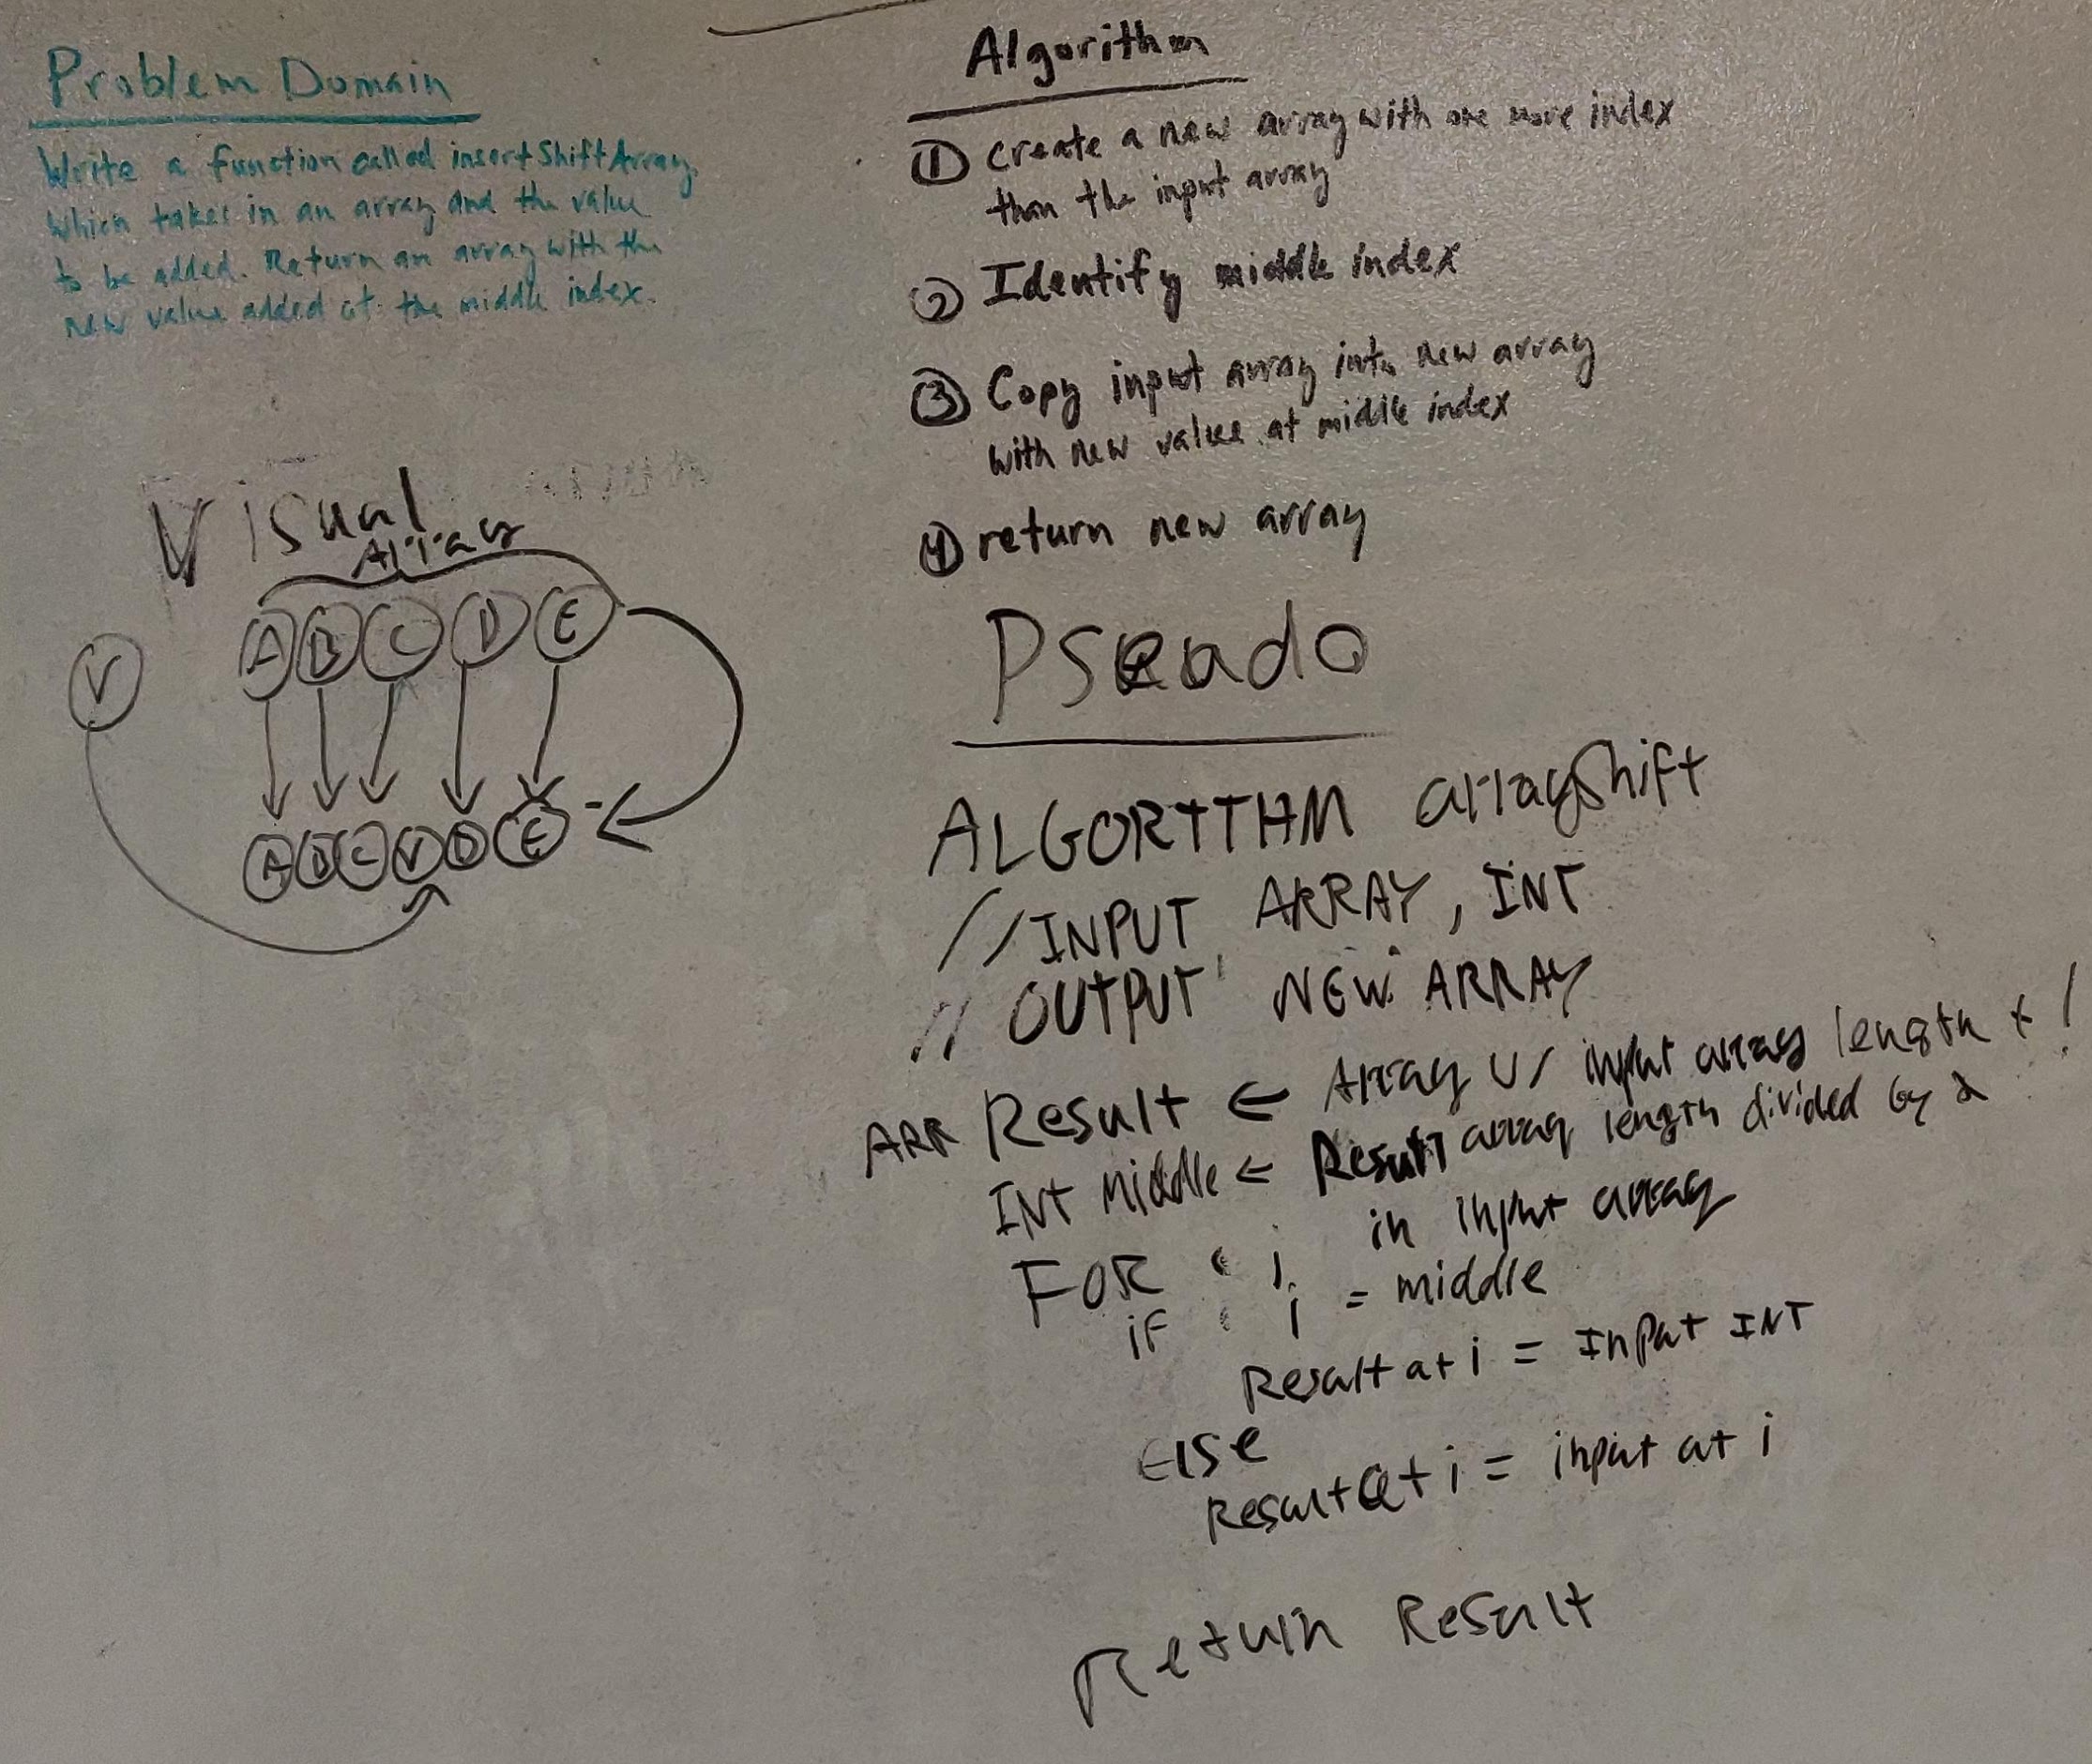 Problem Domain
Write a function called insertShiftArray,
which takes in an array and the value
to be added. Return an array with the
new value added at the middle index.
Visual
Array
A B C D E
V
A B C V D E
Algorithm
① Create a new array with one more index
than the input array
② Identify middle index
③ Copy input array into new array
with new value at middle index
④ return new array
Pseudo
ALGORITHM arrayShift
// INPUT ARRAY, INT
// OUTPUT NEW ARRAY
ARR Result ← Array w/ input array length + 1
INT Middle ← Result array length divided by 2
FOR i in input array
if i = middle
Result at i = Input INT
Else
Result at i = input at i
Return Result